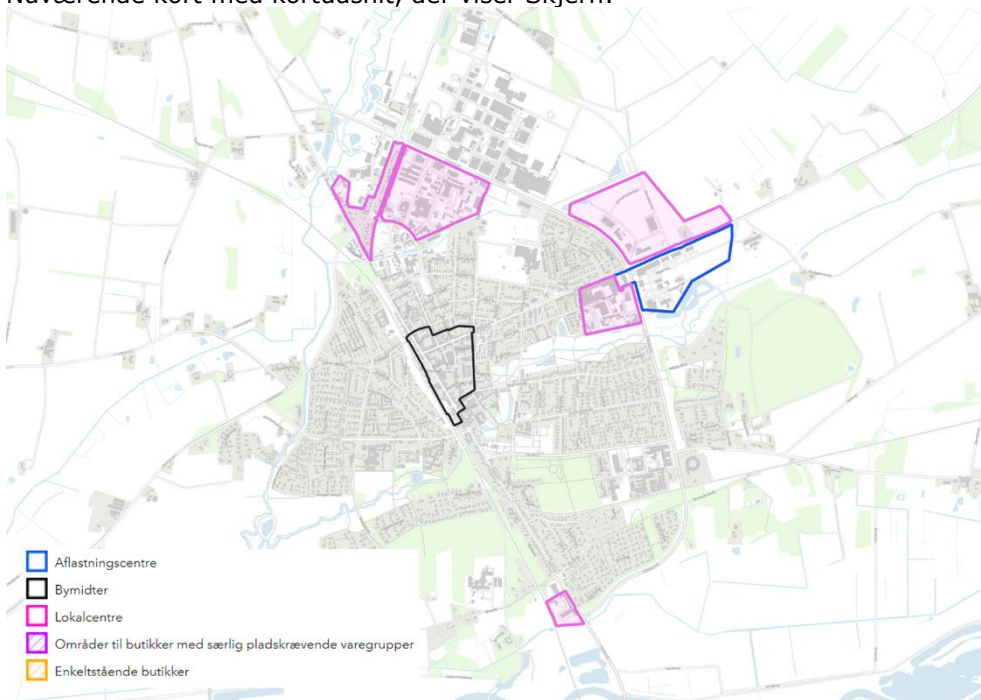 Nuværende kort med kortudsnit, der viser Skjern.
Aflastningscentre
Bymidter
Lokalcentre
Områder til butikker med særlig pladskrævende varegrupper
Enkeltstående butikker